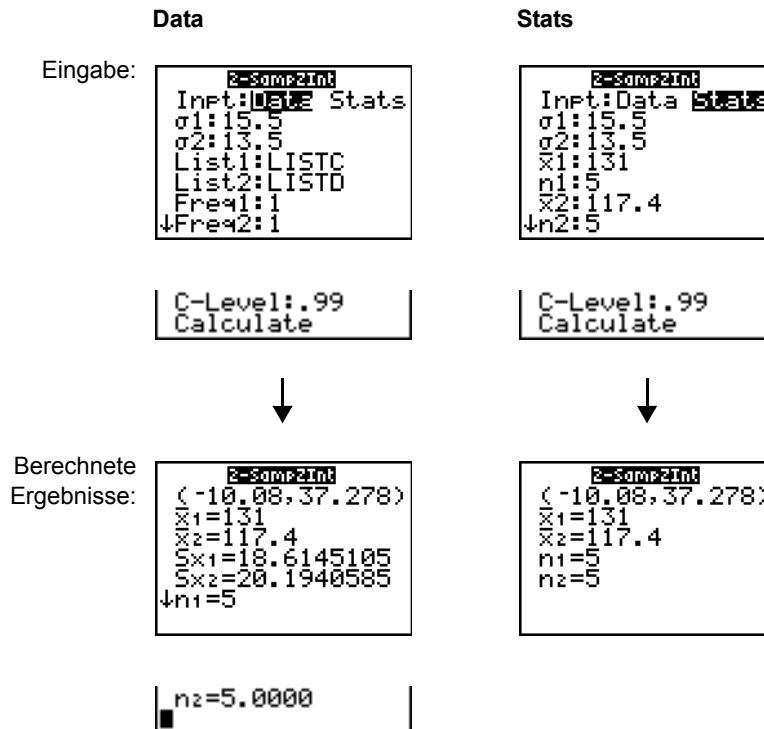 Data
Stats
Eingabe:
2-SampZInt
Inpt:Data Stats
σ1:15.5
σ2:13.5
List1:LISTC
List2:LISTD
Freq1:1
↓Freq2:1
C-Level:.99
Calculate
2-SampZInt
Inpt:Data Stats
σ1:15.5
σ2:13.5
x̄1:131
n1:5
x̄2:117.4
↓n2:5
C-Level:.99
Calculate
Berechnete
Ergebnisse:
2-SampZInt
(-10.08,37.278)
x̄1=131
x̄2=117.4
Sx1=18.6145105
Sx2=20.1940585
↓n1=5
n2=5.0000
2-SampZInt
(-10.08,37.278)
x̄1=131
x̄2=117.4
n1=5
n2=5